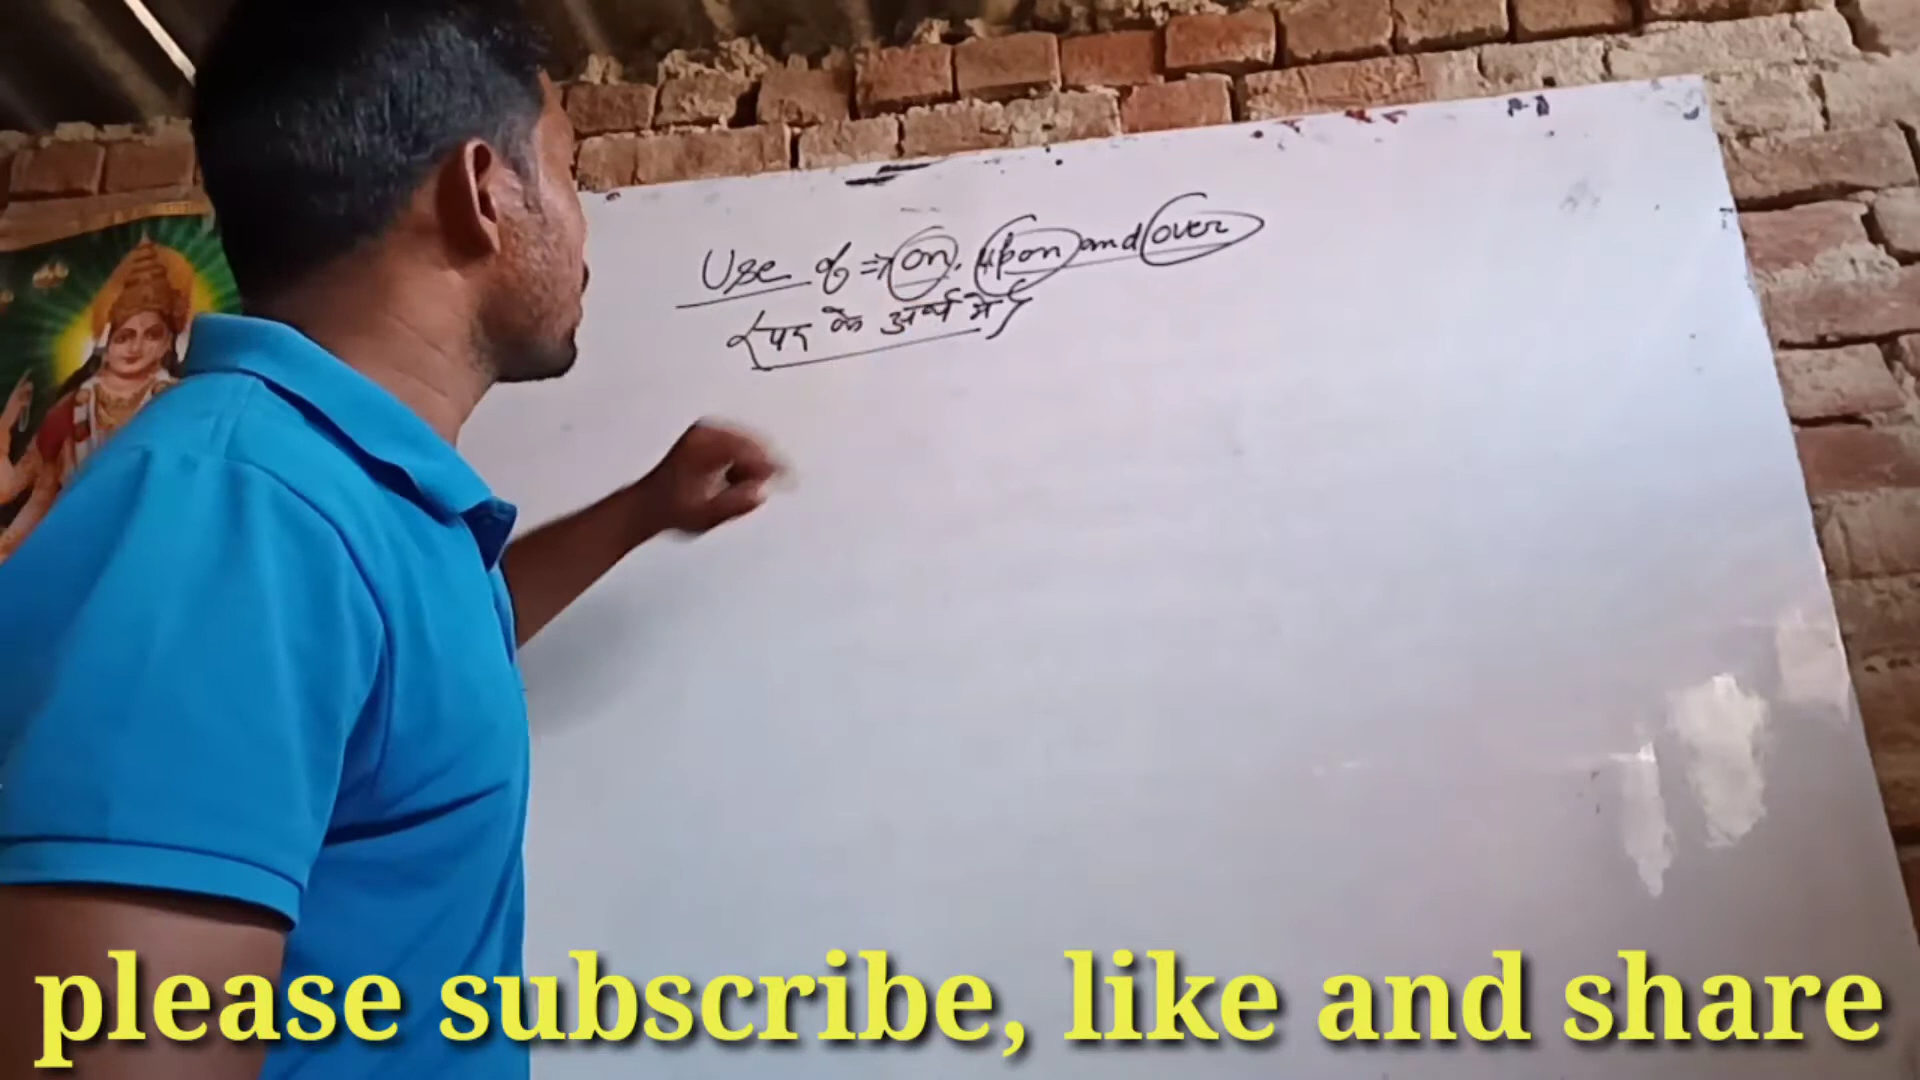 Use of ⇒ on, upon and over
{पर के अर्थ में}
please subscribe, like and share